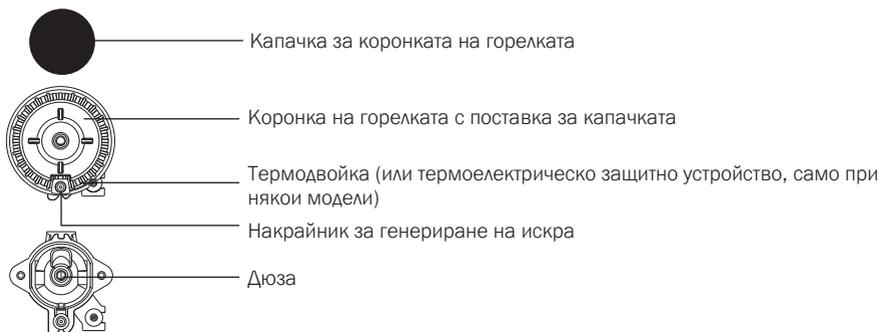 Капачка за коронката на горелката
Коронка на горелката с поставка за капачката
Термодвойка (или термоелектрическо защитно устройство, само при
някои модели)
Накрайник за генериране на искра
Дюза